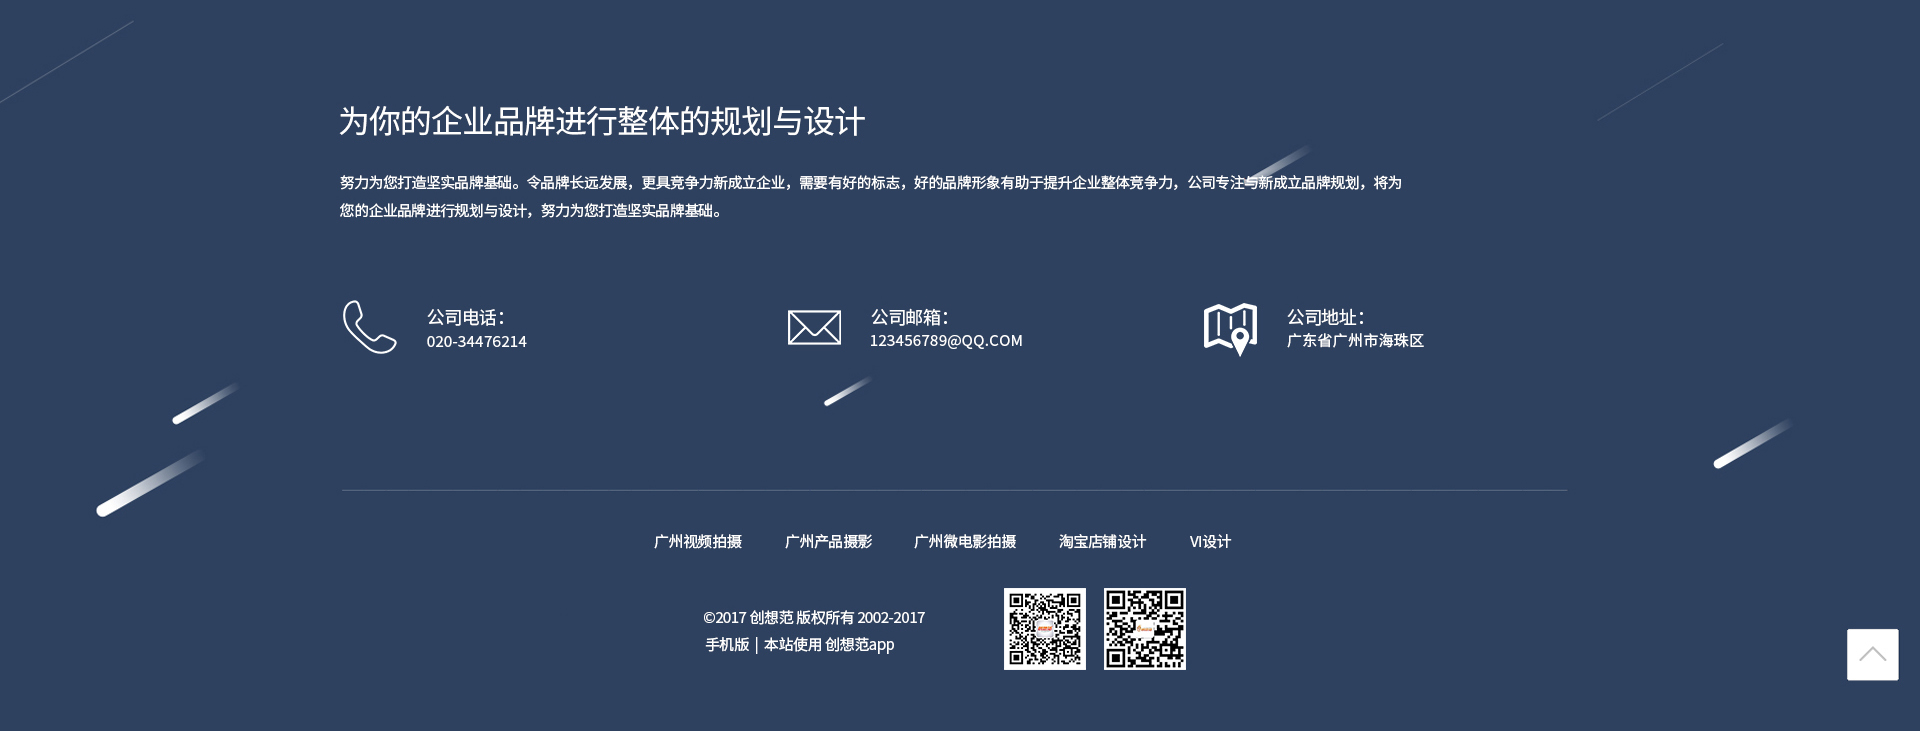 为你的企业品牌进行整体的规划与设计
努力为您打造坚实品牌基础。令品牌长远发展，更具竞争力新成立企业，需要有好的标志，好的品牌形象有助于提升企业整体竞争力，公司专注与新成立品牌规划，将为
您的企业品牌进行规划与设计，努力为您打造坚实品牌基础。
公司电话：
020-34476214
公司邮箱：
123456789@QQ.COM
公司地址：
广东省广州市海珠区
广州视频拍摄 广州产品摄影 广州微电影拍摄 淘宝店铺设计 VI设计
©2017 创想范 版权所有 2002-2017
手机版 | 本站使用 创想范app